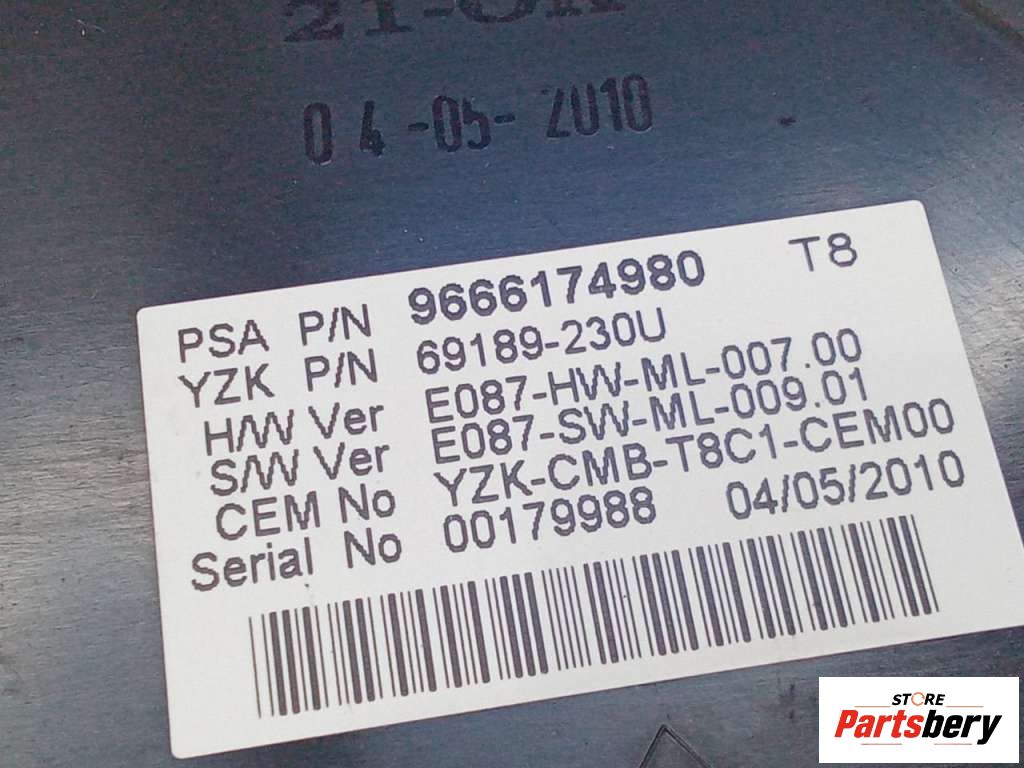 04-05-2010
T8
PSA P/N 9666174980
YZK P/N 69189-230U
H/W Ver E087-HW-ML-007.00
S/W Ver E087-SW-ML-009.01
CEM No YZK-CMB-T8C1-CEM00
Serial No 00179988 04/05/2010
STORE
Partsbery